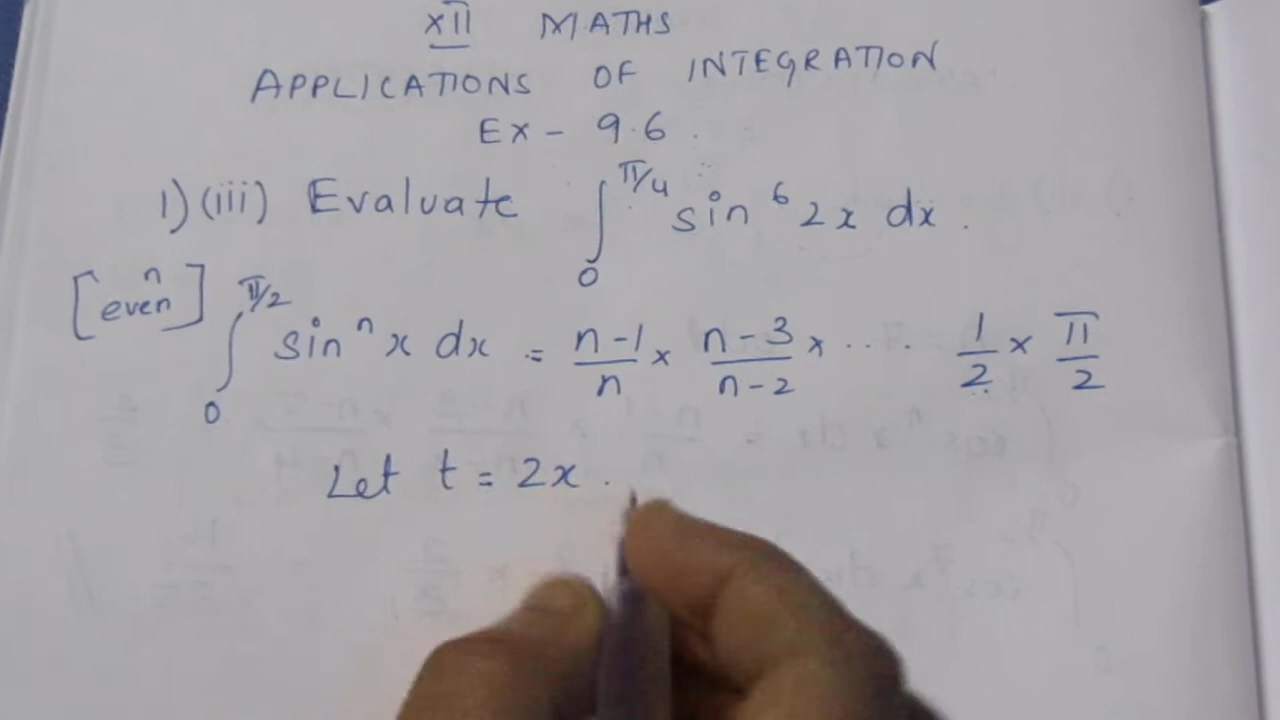 XII MATHS
APPLICATIONS OF INTEGRATION
Ex - 9.6
1) (iii) Evaluate ∫₀^(π/4) sin⁶ 2x dx.
[n even] ∫₀^(π/2) sinⁿ x dx = (n-1)/n × (n-3)/(n-2) × ... 1/2 × π/2
Let t = 2x.